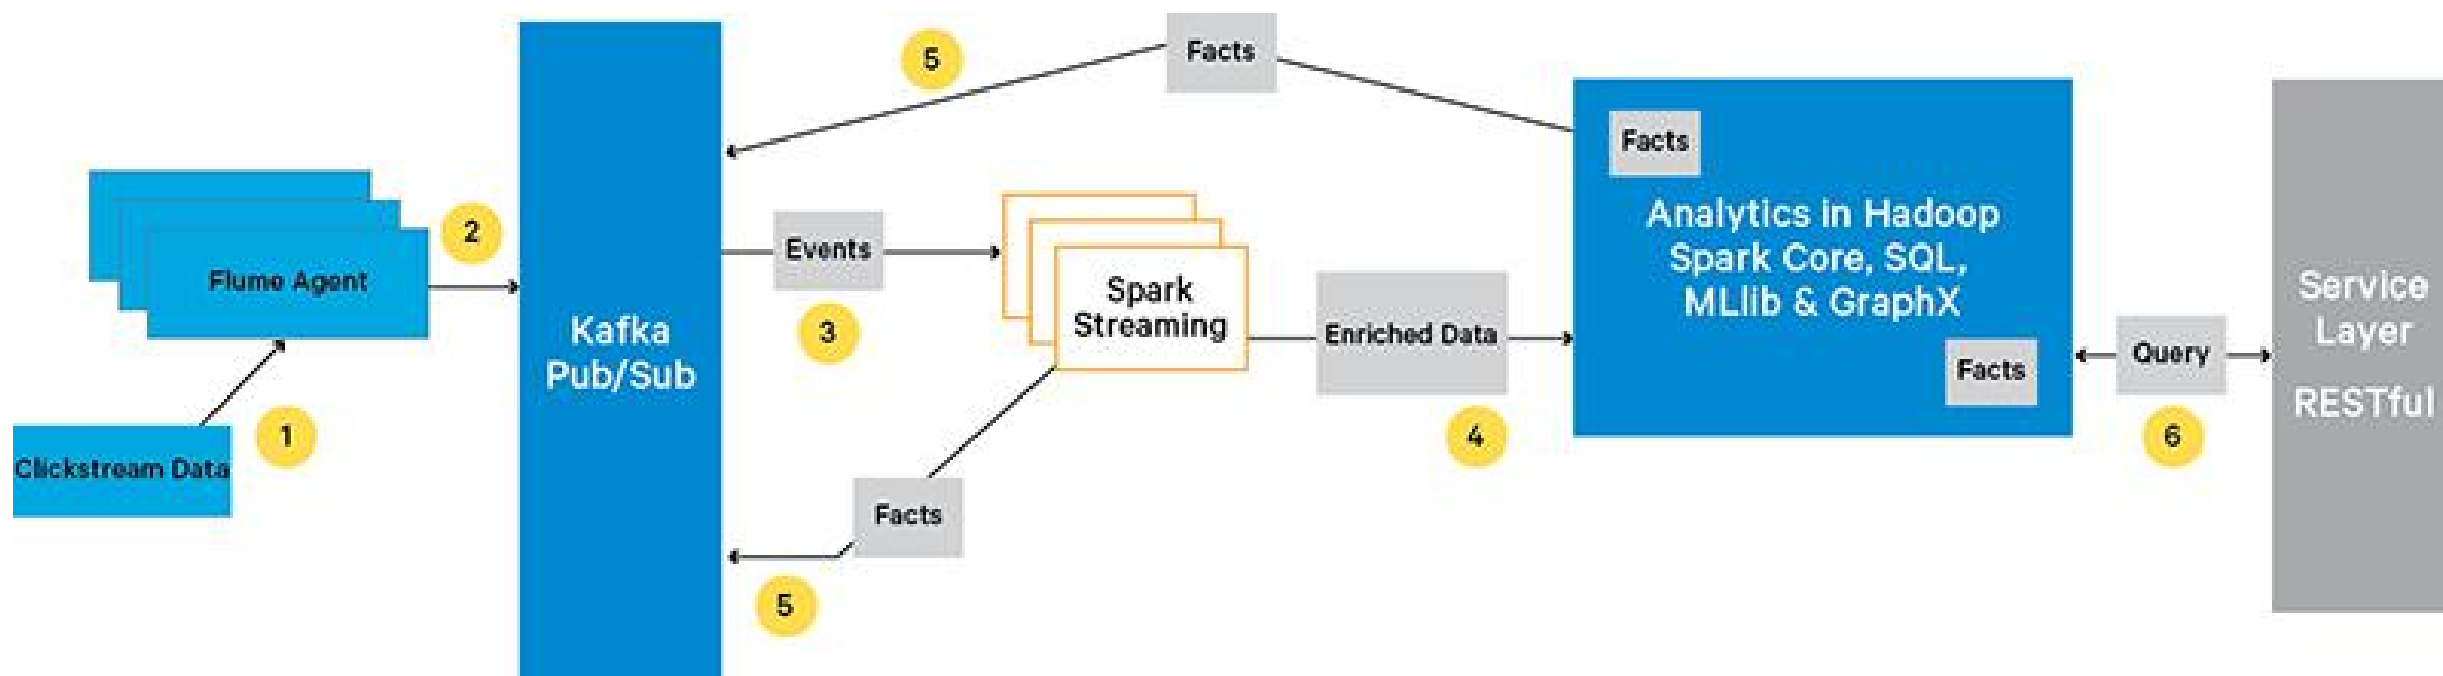 5
Facts
Facts
2
Flume Agent
1
Clickstream Data
Kafka
Pub/Sub
Events
3
Spark
Streaming
Enriched Data
4
Facts
5
Analytics in Hadoop
Spark Core, SQL,
MLlib & GraphX
Facts
Query
6
Service
Layer
RESTful